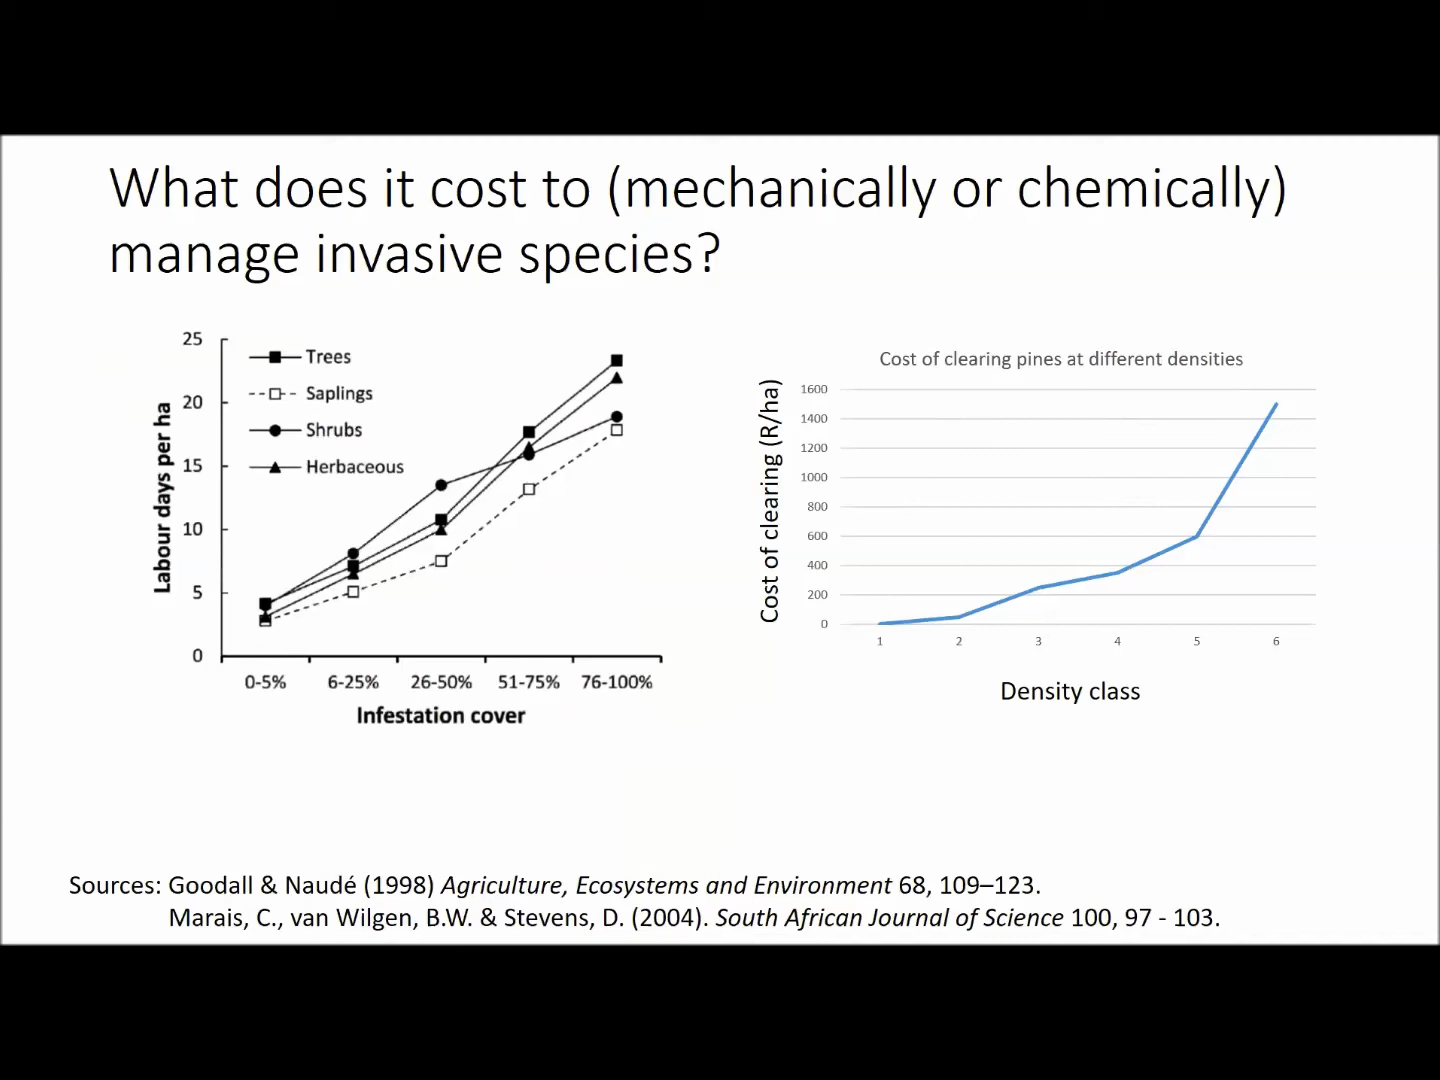 What does it cost to (mechanically or chemically)
manage invasive species?
25
20
15
10
5
0
Labour days per ha
Trees
Saplings
Shrubs
Herbaceous
0-5%
6-25%
26-50%
51-75%
76-100%
Infestation cover
Cost of clearing pines at different densities
Cost of clearing (R/ha)
1600
1400
1200
1000
800
600
400
200
0
1
2
3
4
5
6
Density class
Sources: Goodall & Naudé (1998) Agriculture, Ecosystems and Environment 68, 109–123.
Marais, C., van Wilgen, B.W. & Stevens, D. (2004). South African Journal of Science 100, 97 - 103.